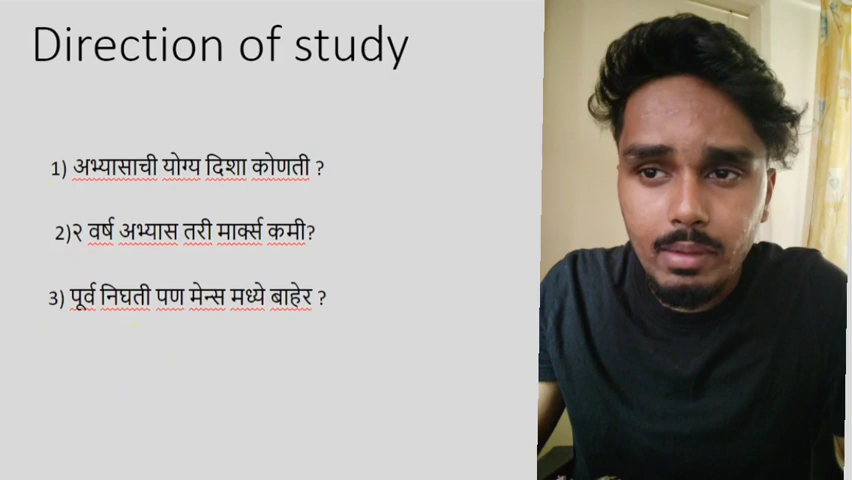 Direction of study
1) अभ्यासाची योग्य दिशा कोणती ?
2)२ वर्ष अभ्यास तरी मार्क्स कमी?
3) पूर्व निघती पण मेन्स मध्ये बाहेर ?